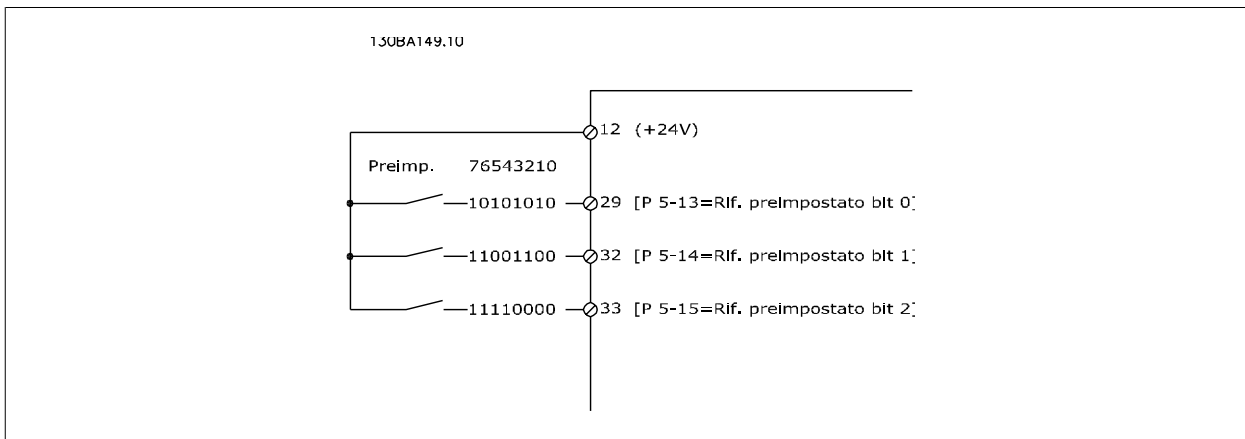 130BA149.10
12 (+24V)
Preimp. 76543210
10101010 29 [P 5-13=Rif. preimpostato bit 0]
11001100 32 [P 5-14=Rif. preimpostato bit 1]
11110000 33 [P 5-15=Rif. preimpostato bit 2]